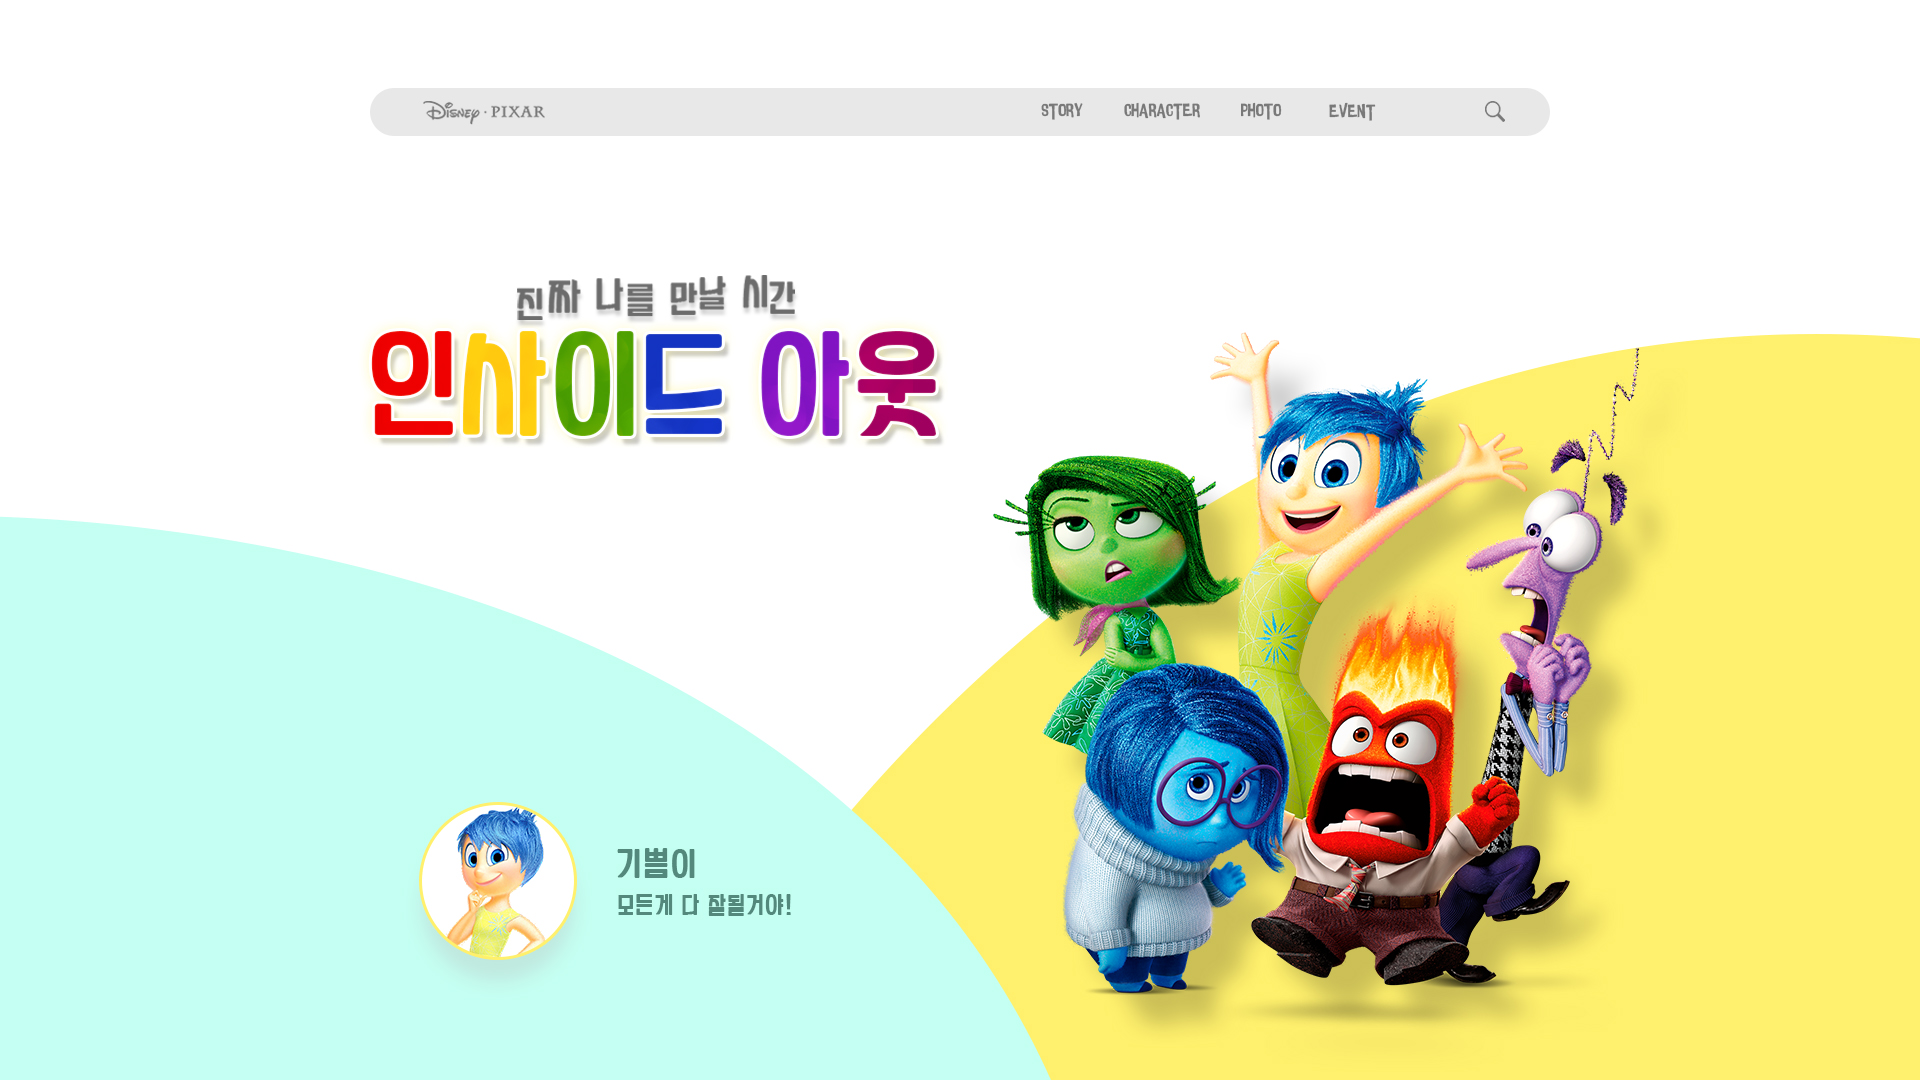 Disney · PIXAR STORY CHARACTER PHOTO EVENT
진짜 나를 만날 시간
인사이드 아웃
기쁨이
모든게 다 잘될거야!